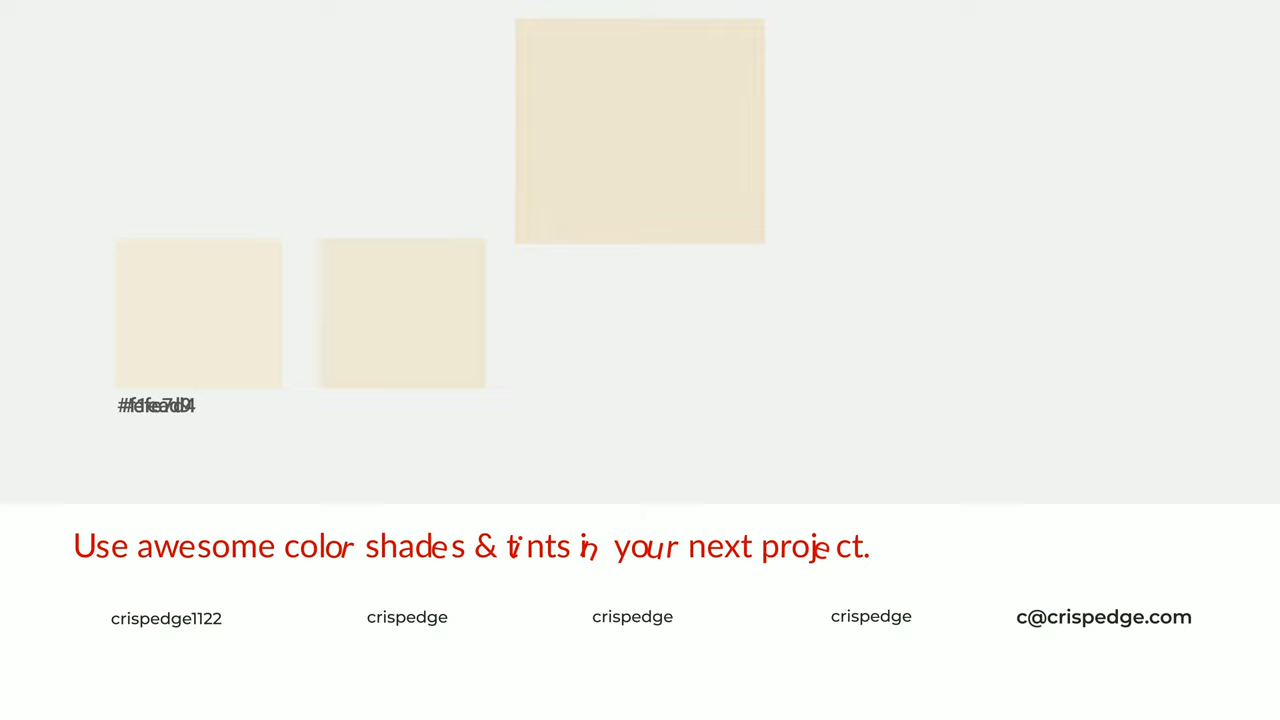 Use awesome color shades & tints in your next project.
crispedge1122 crispedge crispedge crispedge c@crispedge.com